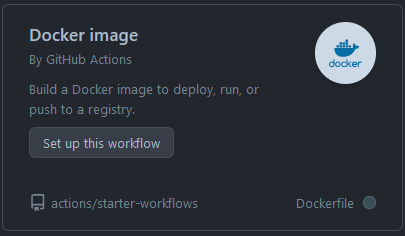 Docker image
By GitHub Actions
docker
Build a Docker image to deploy, run, or
push to a registry.
Set up this workflow
actions/starter-workflows
Dockerfile